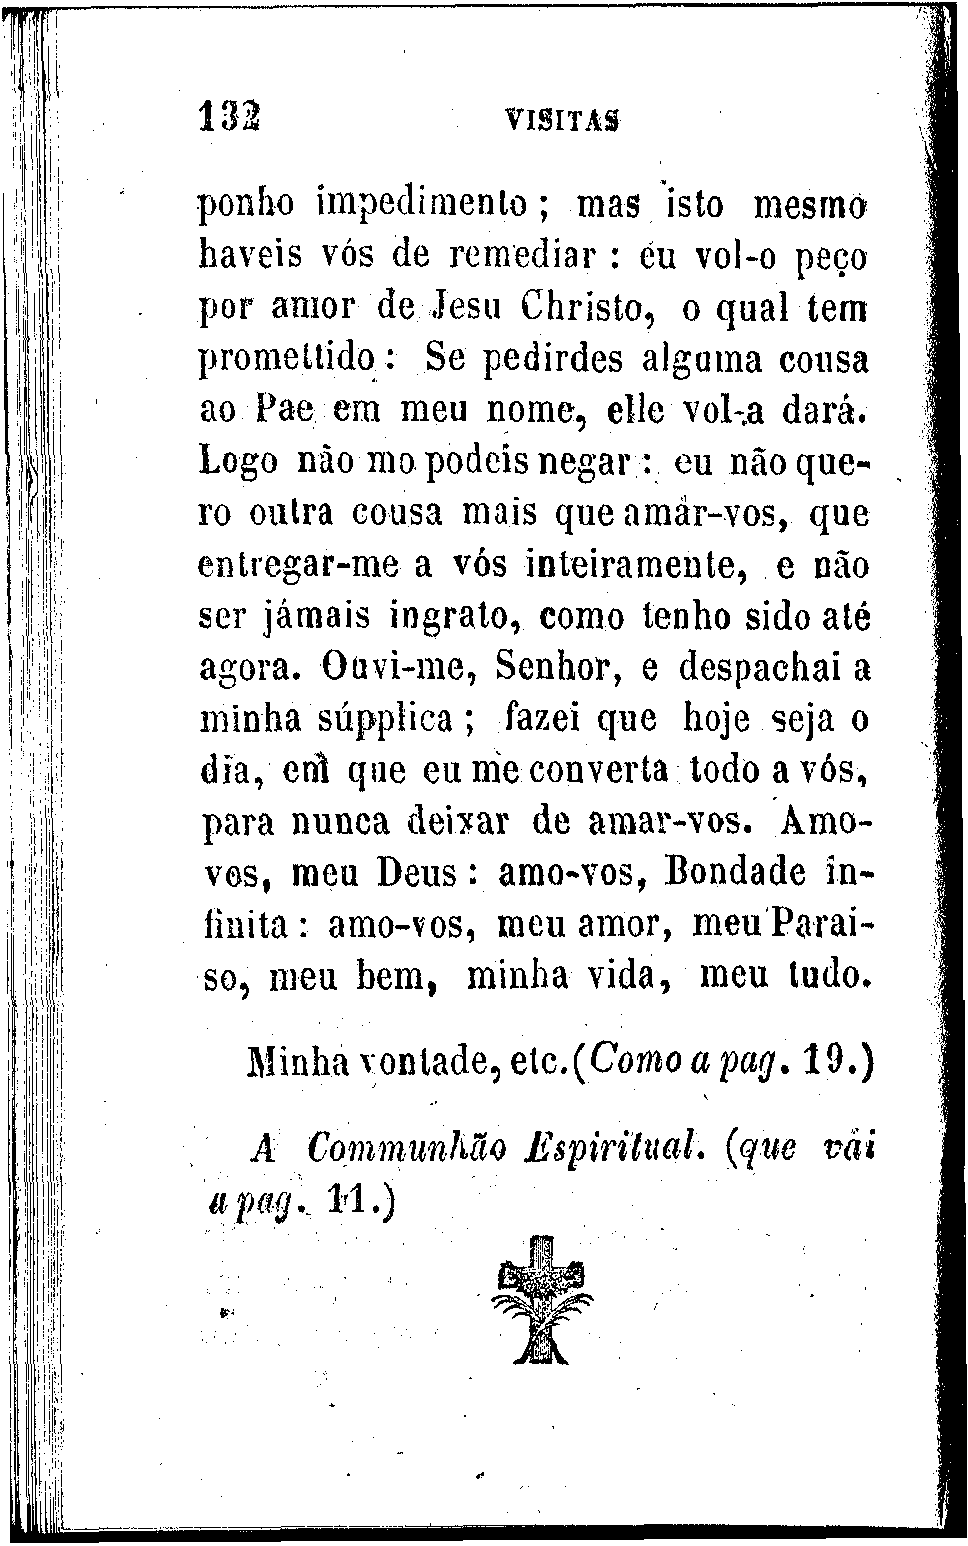 132 VISITAS
ponho impedimento ; mas isto mesmo
haveis vós de remediar : eu vol-o peço
por amor de Jesu Christo, o qual tem
promettido : Se pedirdes alguma cousa
ao Pae em meu nome, elle vol-a dará.
Logo não mo podeis negar : eu não que-
ro outra cousa mais que amar-vos, que
entregar-me a vós inteiramente, e não
ser jámais ingrato, como tenho sido até
agora. Ouvi-me, Senhor, e despachai a
minha súpplica ; fazei que hoje seja o
dia, em que eu me converta todo a vós,
para nunca deixar de amar-vos. Amo-
vos, meu Deus : amo-vos, Bondade in-
finita : amo-vos, meu amor, meu Parai-
so, meu bem, minha vida, meu tudo.
Minha vontade, etc. (Como a pag. 19.)
A Communhão Espiritual. (que vái
a pag. 11.)